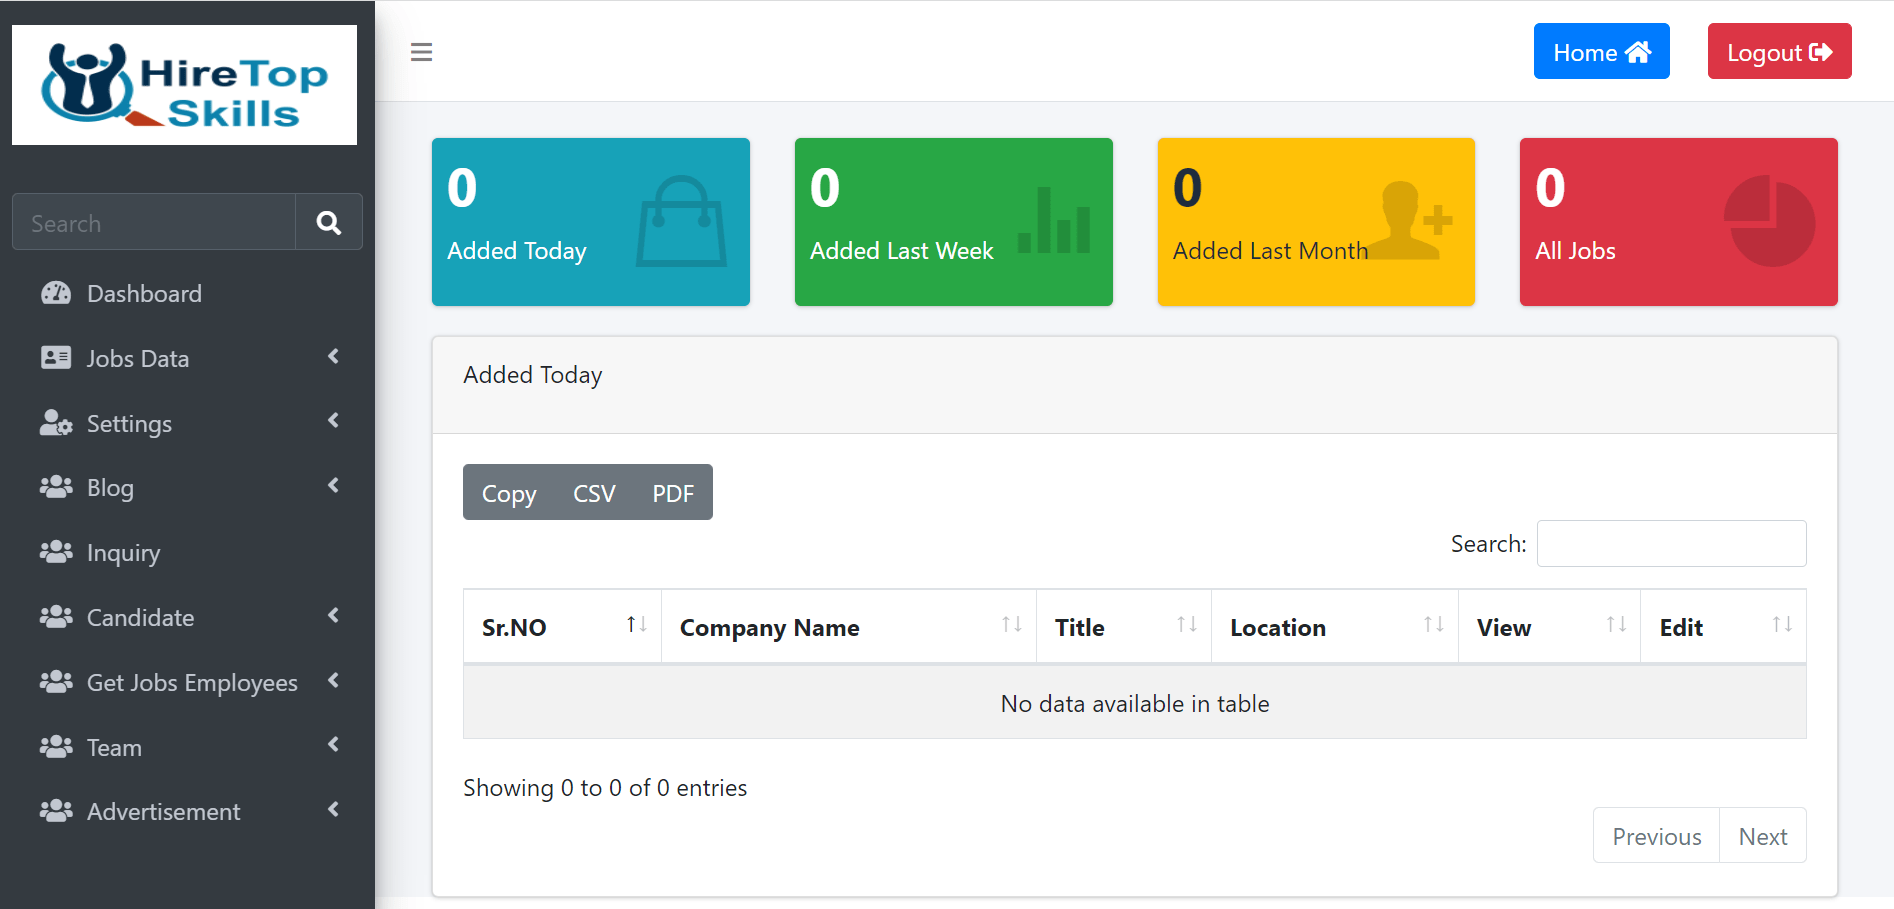 HireTop
Skills
Search
Dashboard
Jobs Data
Settings
Blog
Inquiry
Candidate
Get Jobs Employees
Team
Advertisement
Home
Logout
0
Added Today
0
Added Last Week
0
Added Last Month
0
All Jobs
Added Today
Copy CSV PDF
Search:
Sr.NO Company Name Title Location View Edit
No data available in table
Showing 0 to 0 of 0 entries
Previous Next